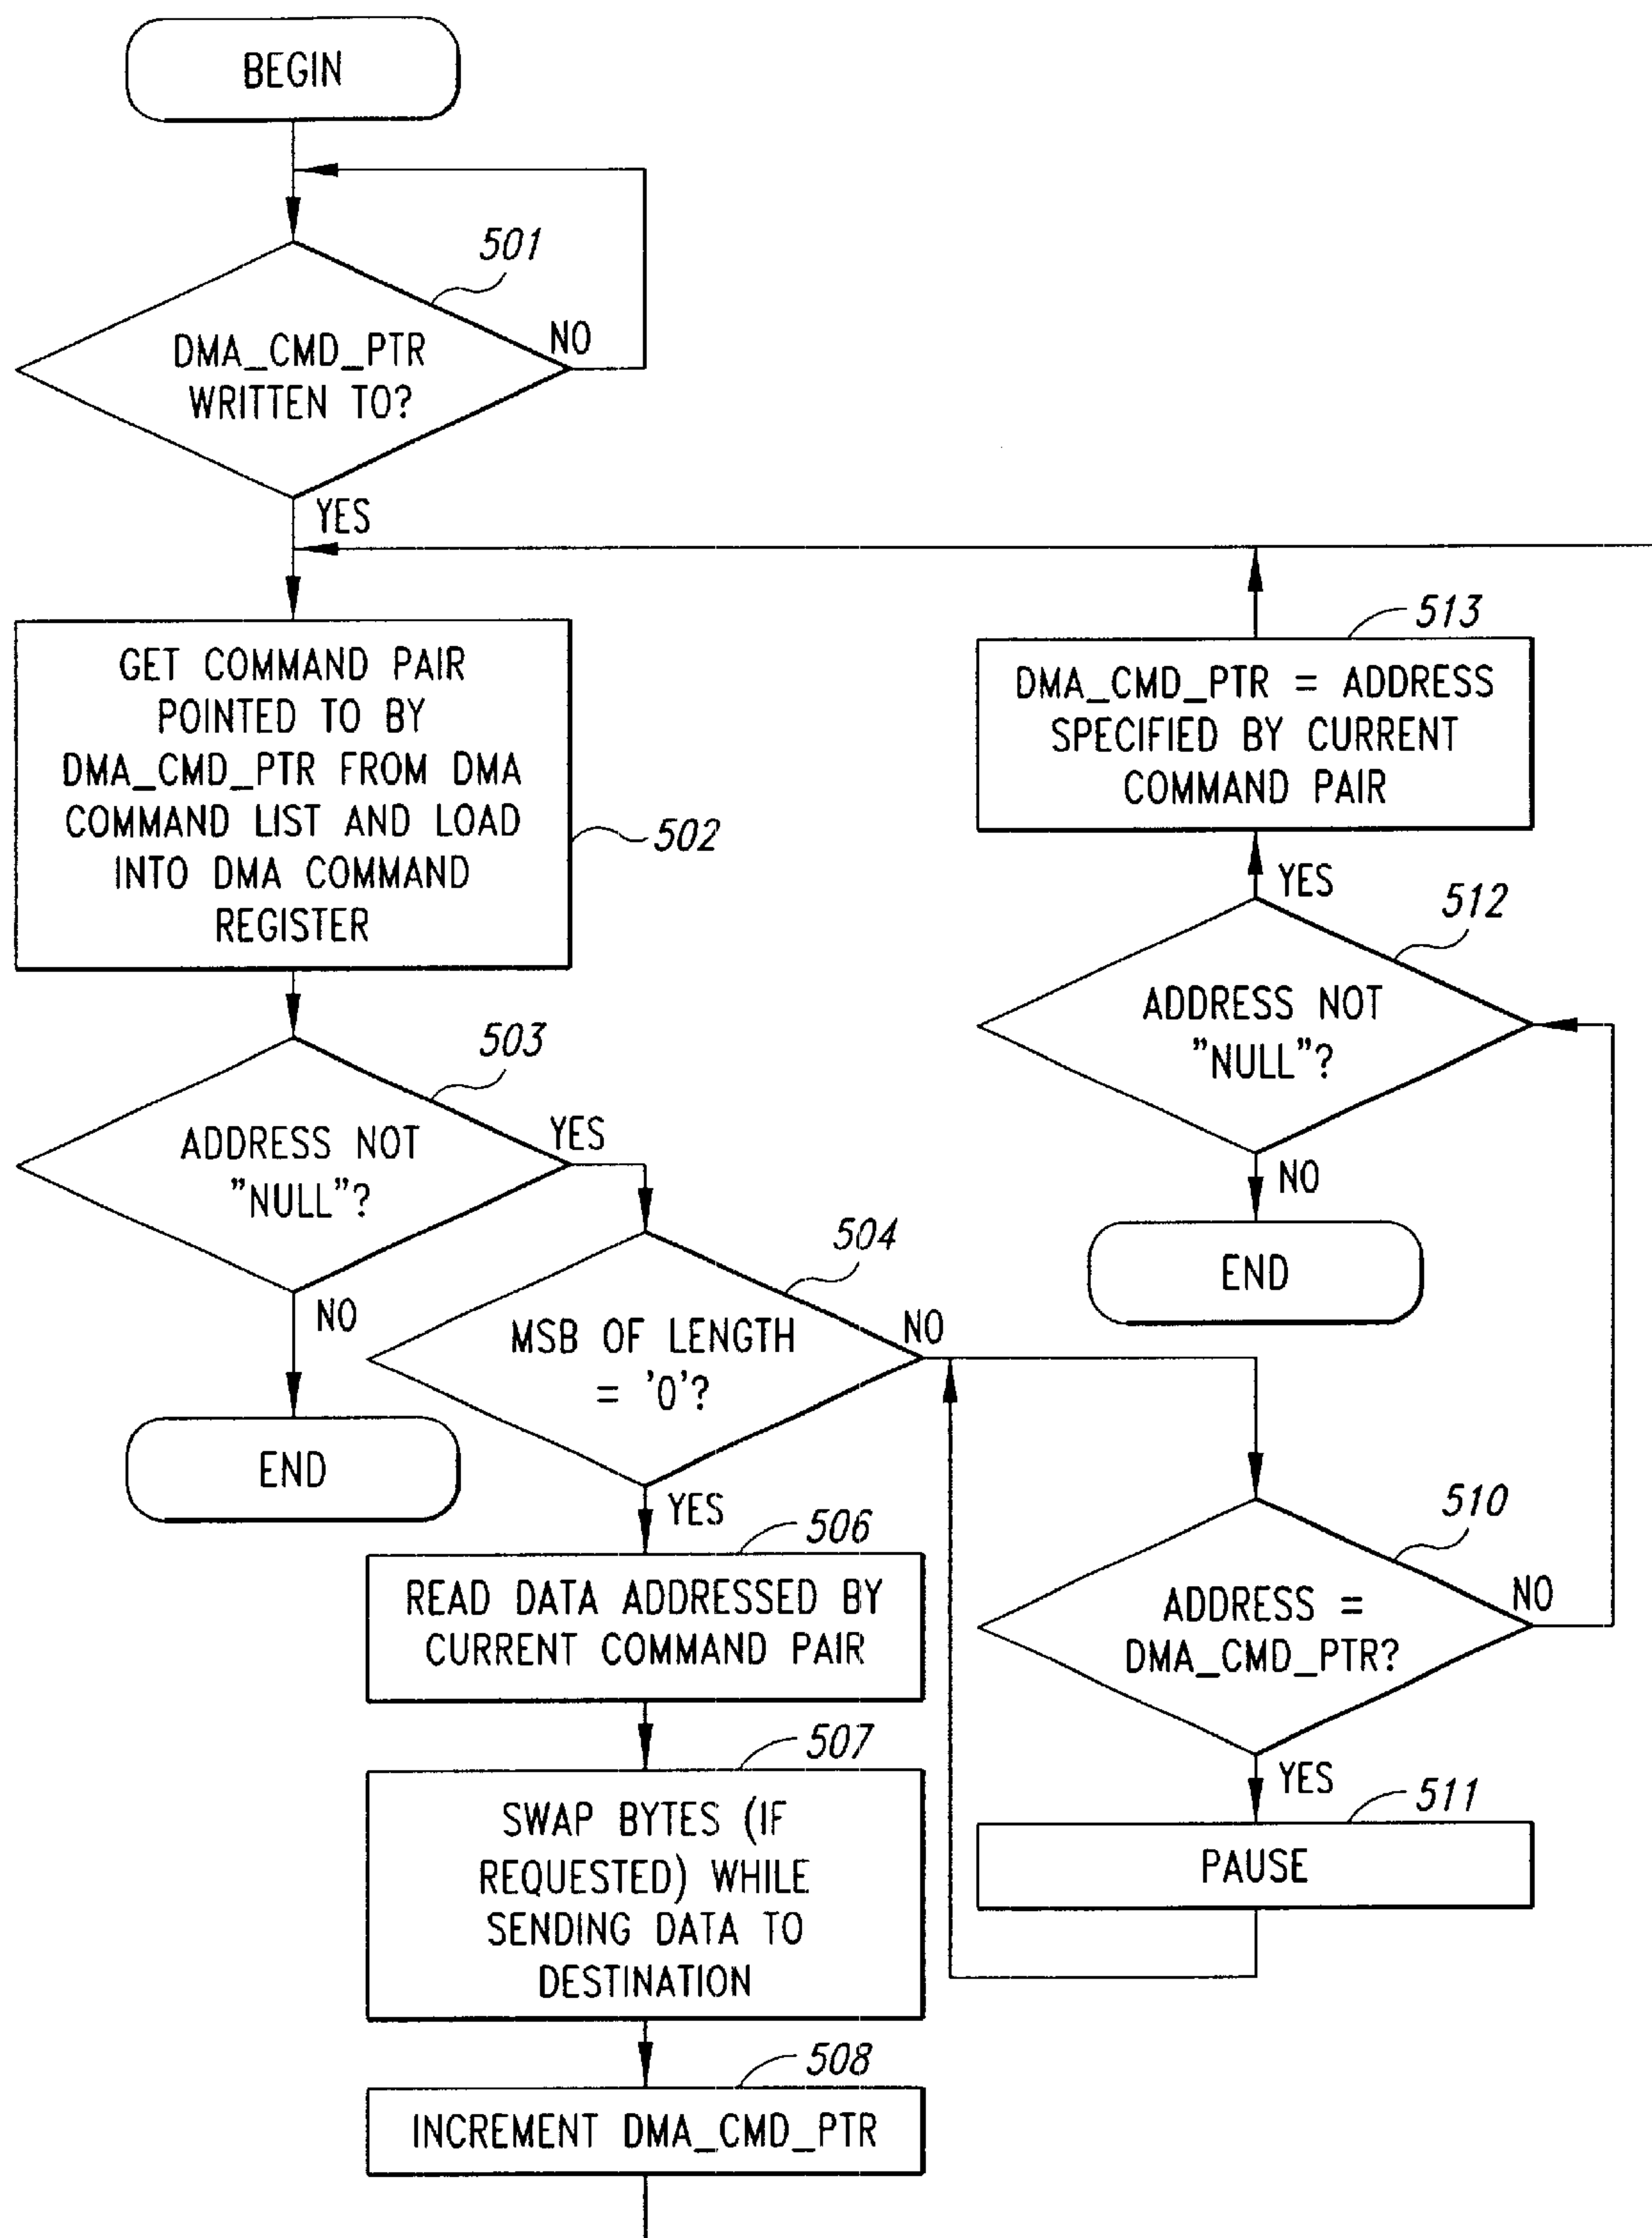 BEGIN
501
DMA_CMD_PTR
WRITTEN TO?
NO
YES
GET COMMAND PAIR
POINTED TO BY
DMA_CMD_PTR FROM DMA
COMMAND LIST AND LOAD
INTO DMA COMMAND
REGISTER
502
503
ADDRESS NOT
"NULL"?
YES
NO
END
504
MSB OF LENGTH
= '0'?
NO
YES
506
READ DATA ADDRESSED BY
CURRENT COMMAND PAIR
507
SWAP BYTES (IF
REQUESTED) WHILE
SENDING DATA TO
DESTINATION
508
INCREMENT DMA_CMD_PTR
513
DMA_CMD_PTR = ADDRESS
SPECIFIED BY CURRENT
COMMAND PAIR
YES
512
ADDRESS NOT
"NULL"?
NO
END
510
ADDRESS =
DMA_CMD_PTR?
NO
YES
511
PAUSE